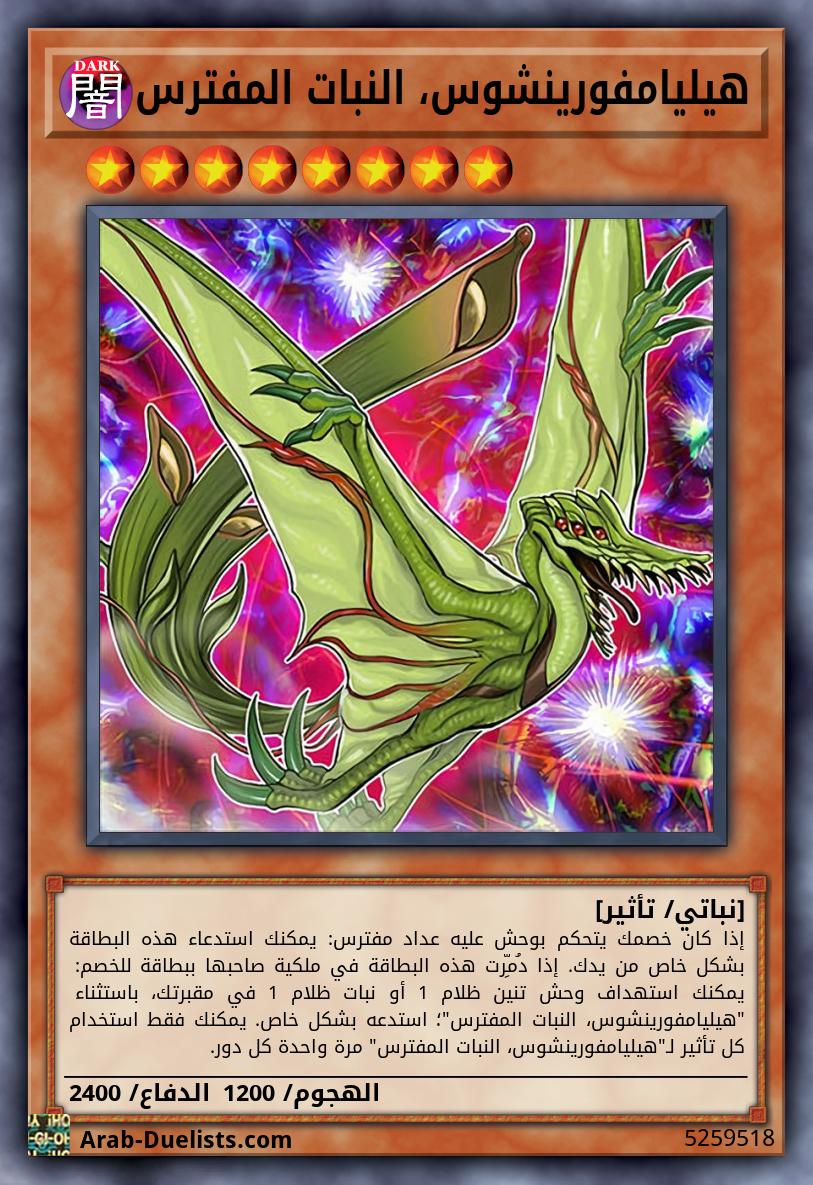 هيليامفورينشوس، النبات المفترس
DARK
闇
[نباتي/ تأثير]
إذا كان خصمك يتحكم بوحش عليه عداد مفترس: يمكنك استدعاء هذه البطاقة
بشكل خاص من يدك. إذا دُمِّرت هذه البطاقة في ملكية صاحبها ببطاقة للخصم:
يمكنك استهداف وحش تنين ظلام 1 أو نبات ظلام 1 في مقبرتك، باستثناء
"هيليامفورينشوس، النبات المفترس"؛ استدعه بشكل خاص. يمكنك فقط استخدام
كل تأثير لـ"هيليامفورينشوس، النبات المفترس" مرة واحدة كل دور.
الهجوم/ 1200 الدفاع/ 2400
Arab-Duelists.com
5259518